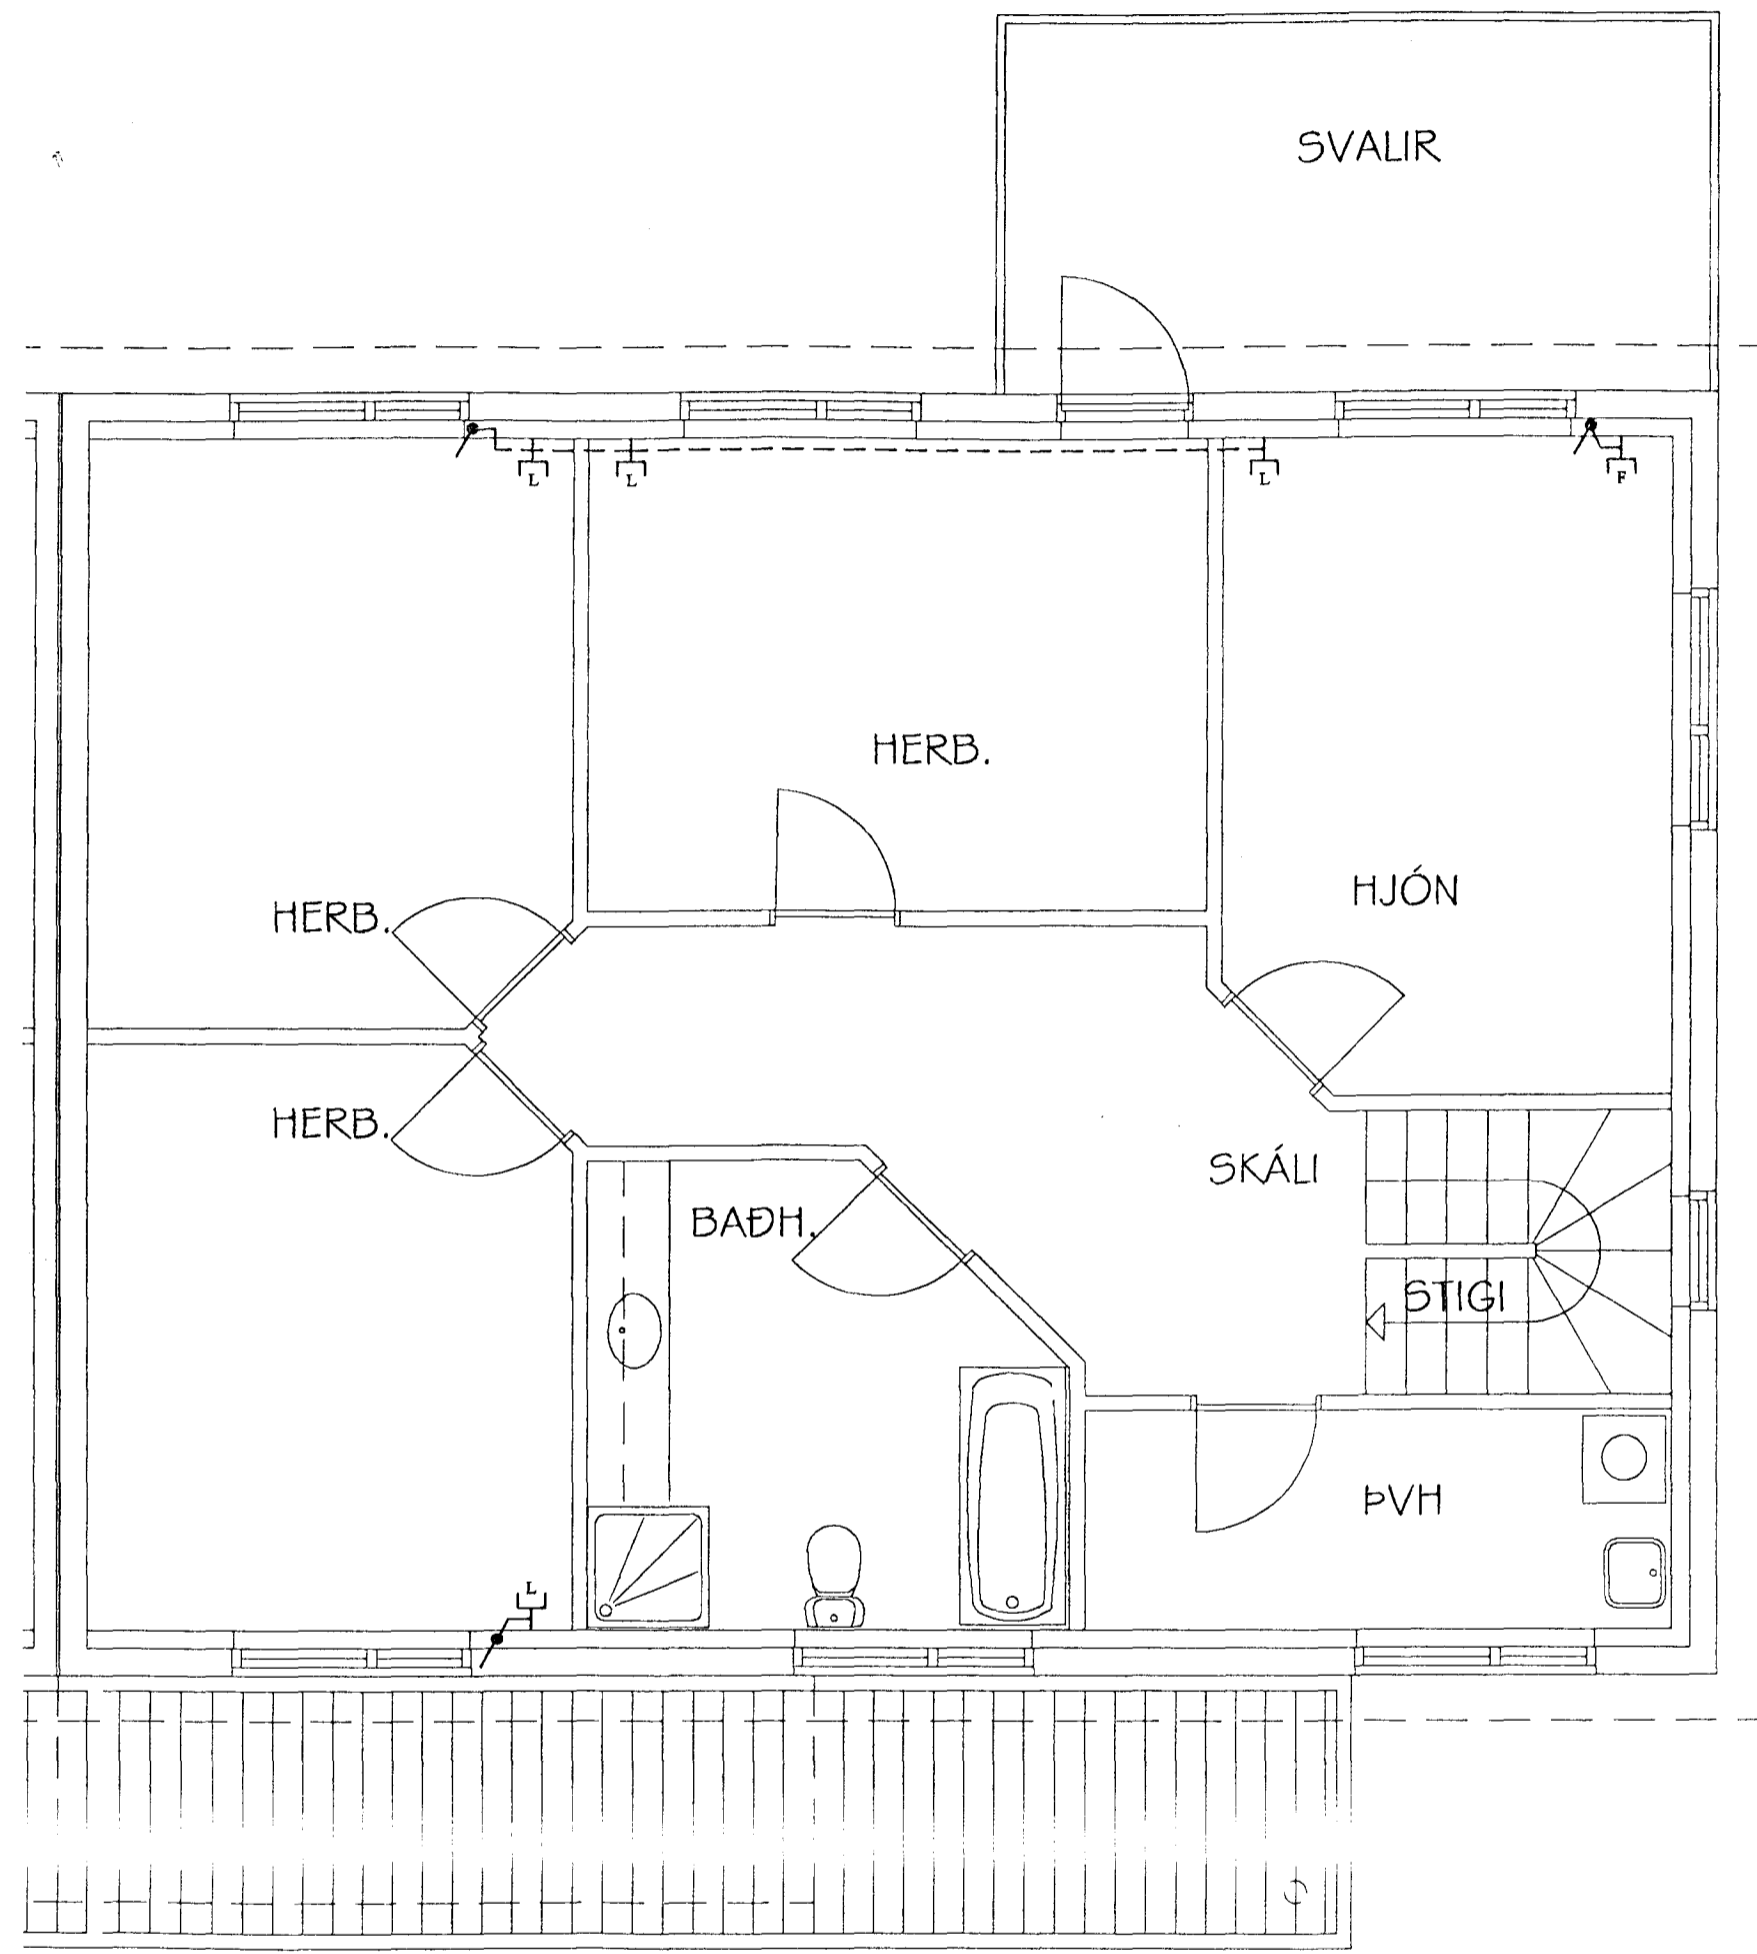 SVALIR
L
L
L
F
HERB.
HJÓN
HERB.
HERB.
SKÁLI
BAÐH.
STIGI
ÞVH
L